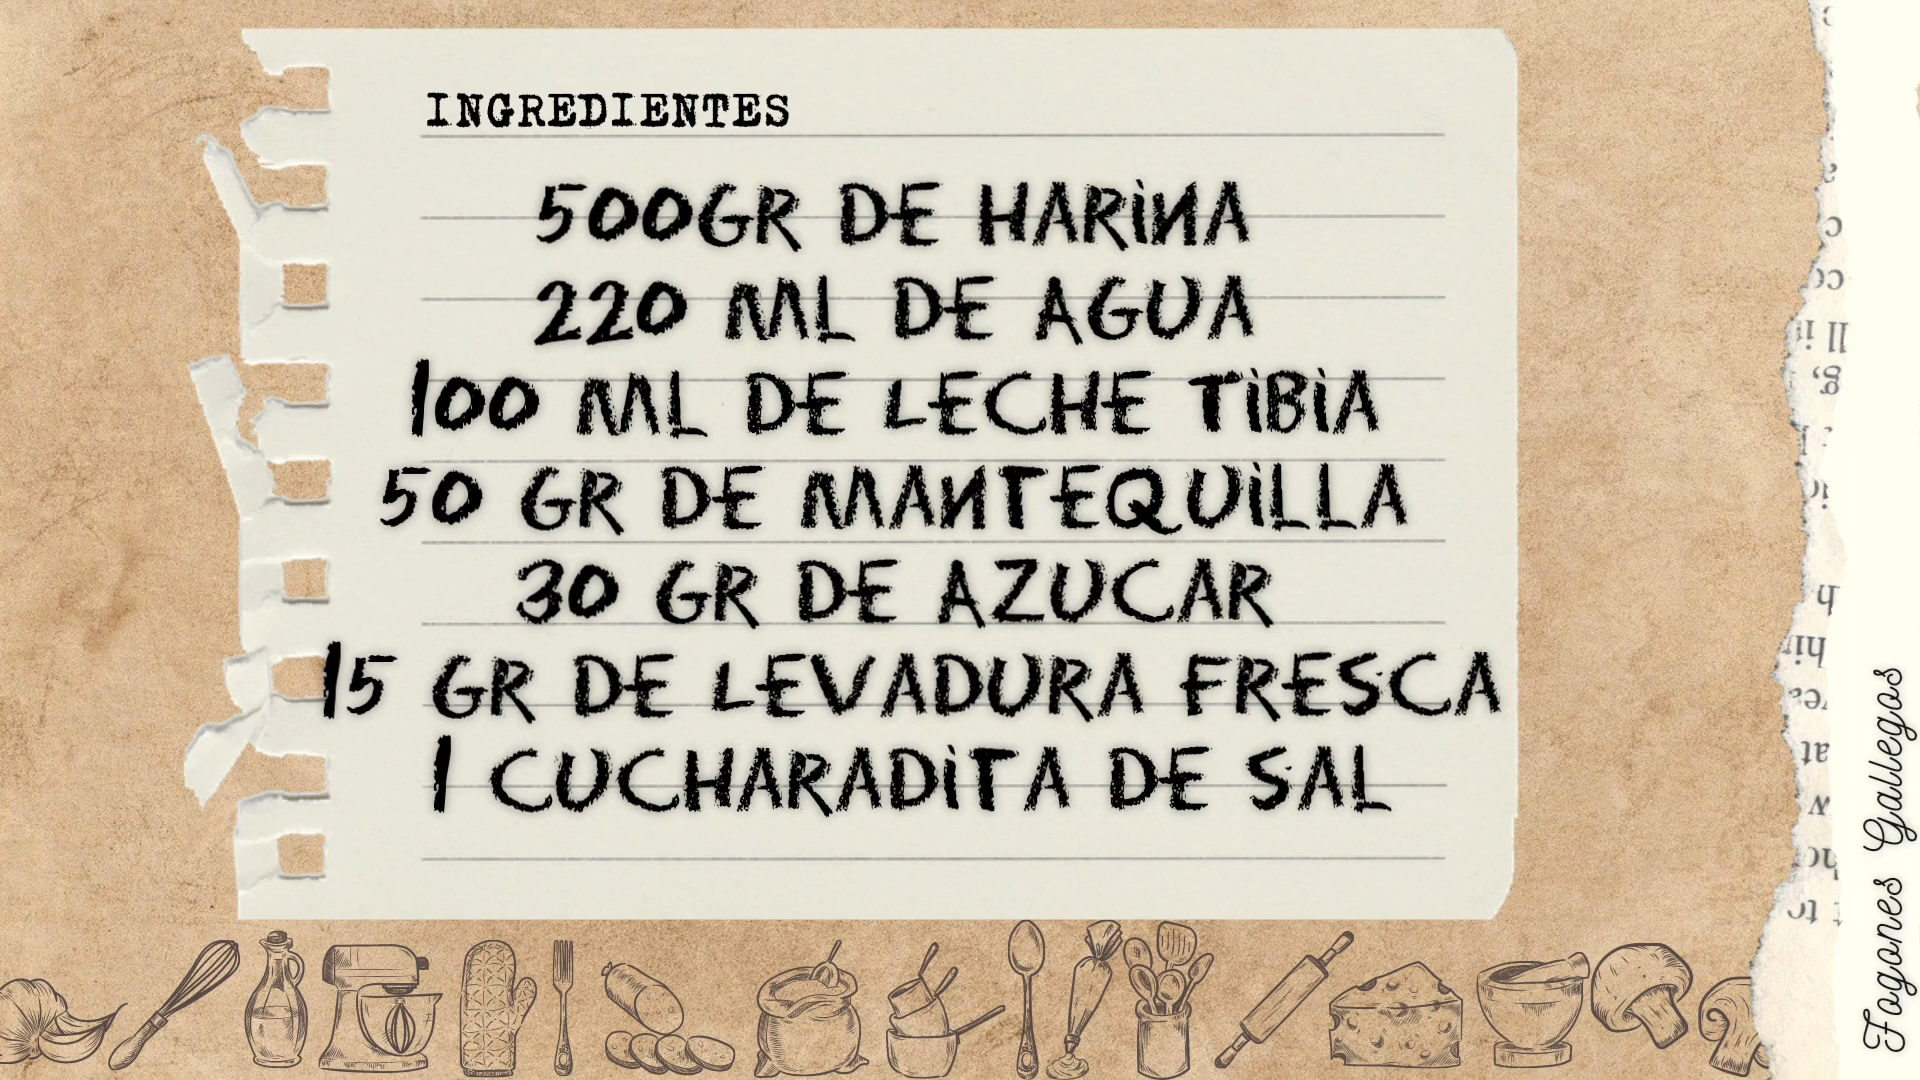 INGREDIENTES
500GR DE HARINA
220 ML DE AGUA
100 ML DE LECHE TIBIA
50 GR DE MANTEQUILLA
30 GR DE AZUCAR
15 GR DE LEVADURA FRESCA
1 CUCHARADITA DE SAL
Fogones Gallegos